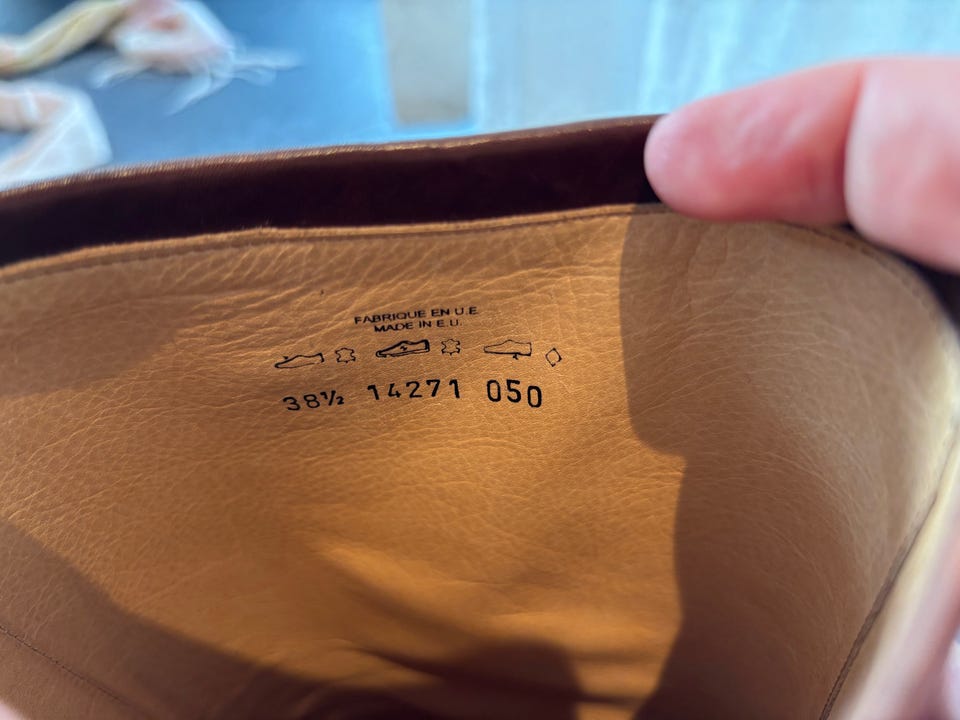 FABRIQUE EN U.E.
MADE IN E.U.
38½ 14271 050